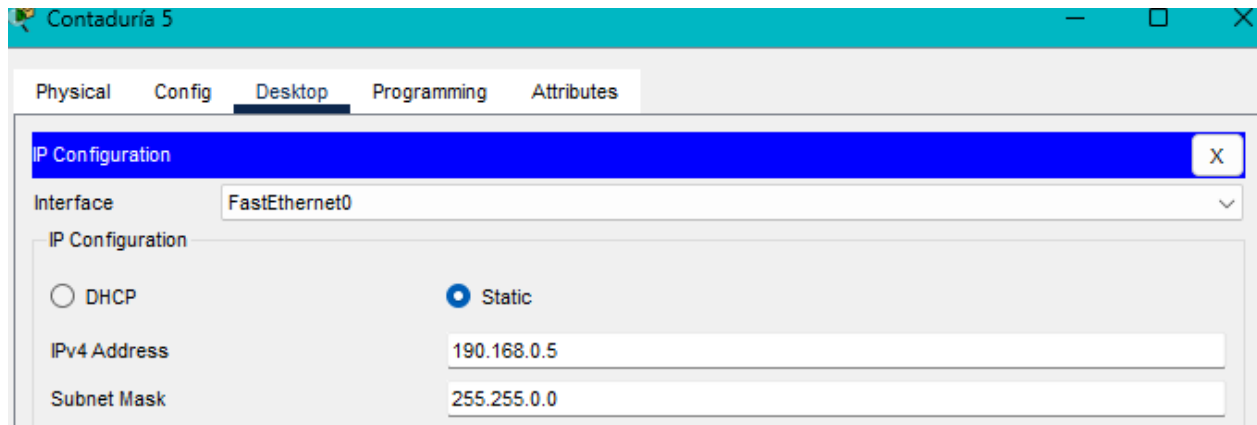 Contaduría 5
Physical Config Desktop Programming Attributes
IP Configuration X
Interface FastEthernet0
IP Configuration
DHCP Static
IPv4 Address 190.168.0.5
Subnet Mask 255.255.0.0